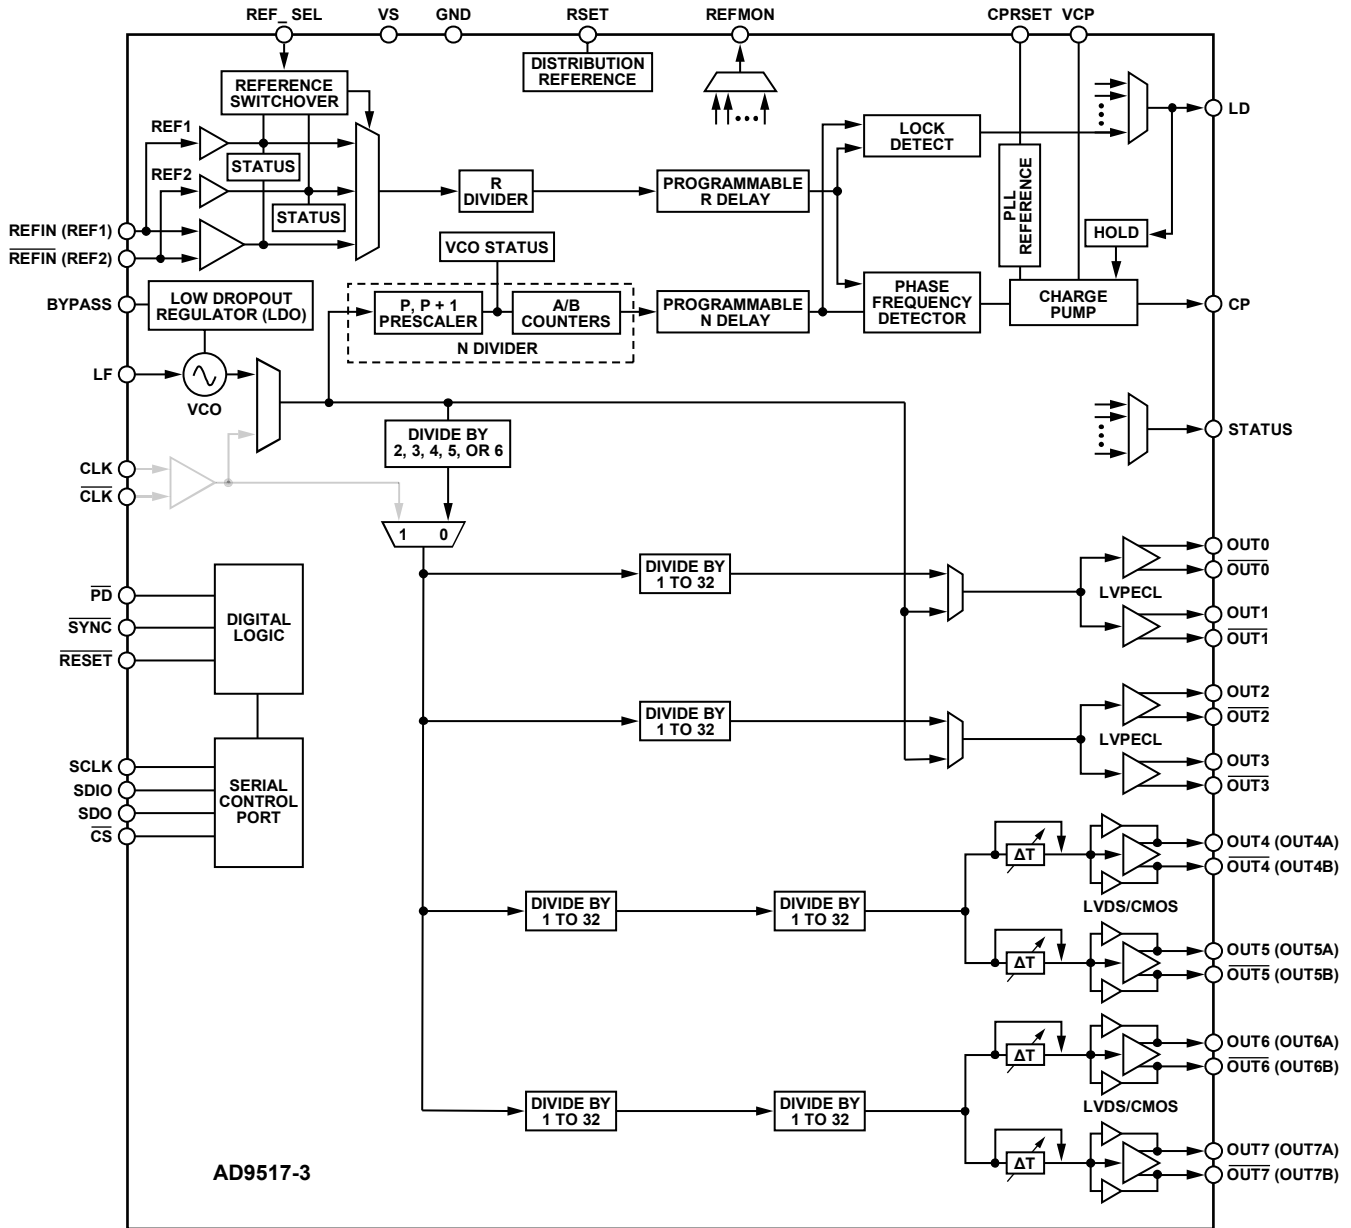 REF_ SEL VS GND RSET REFMON CPRSET VCP
DISTRIBUTION
REFERENCE
REFERENCE
SWITCHOVER
REF1
STATUS
REF2
STATUS
REFIN (REF1)
REFIN (REF2)
R
DIVIDER
PROGRAMMABLE
R DELAY
LOCK
DETECT
LD
PLL
REFERENCE
HOLD
VCO STATUS
BYPASS
LOW DROPOUT
REGULATOR (LDO)
P, P + 1
PRESCALER
A/B
COUNTERS
N DIVIDER
PROGRAMMABLE
N DELAY
PHASE
FREQUENCY
DETECTOR
CHARGE
PUMP
CP
LF
VCO
DIVIDE BY
2, 3, 4, 5, OR 6
STATUS
CLK
CLK
1 0
PD
SYNC
RESET
DIGITAL
LOGIC
DIVIDE BY
1 TO 32
LVPECL
OUT0
OUT0
OUT1
OUT1
DIVIDE BY
1 TO 32
LVPECL
OUT2
OUT2
OUT3
OUT3
SCLK
SDIO
SDO
CS
SERIAL
CONTROL
PORT
DIVIDE BY
1 TO 32
DIVIDE BY
1 TO 32
ΔT
OUT4 (OUT4A)
OUT4 (OUT4B)
LVDS/CMOS
ΔT
OUT5 (OUT5A)
OUT5 (OUT5B)
DIVIDE BY
1 TO 32
DIVIDE BY
1 TO 32
ΔT
OUT6 (OUT6A)
OUT6 (OUT6B)
LVDS/CMOS
ΔT
OUT7 (OUT7A)
OUT7 (OUT7B)
AD9517-3